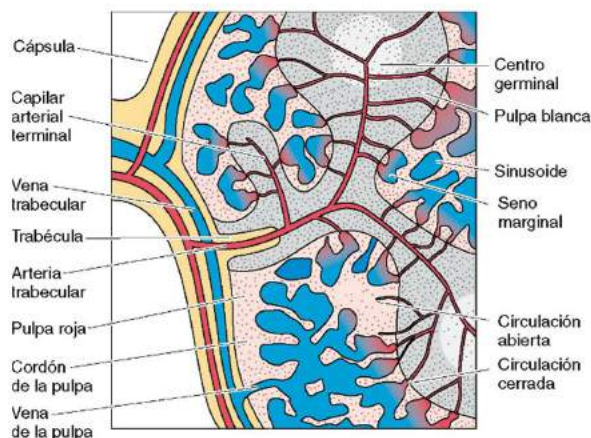 Cápsula
Capilar
arterial
terminal
Vena
trabecular
Trabécula
Arteria
trabecular
Pulpa roja
Cordón
de la pulpa
Vena
de la pulpa
Centro
germinal
Pulpa blanca
Sinusoide
Seno
marginal
Circulación
abierta
Circulación
cerrada